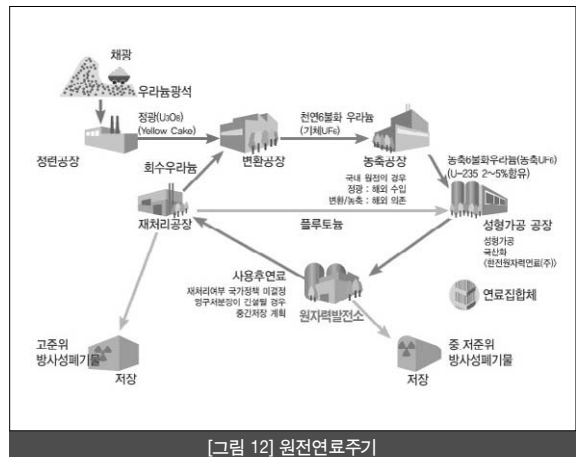 채광
우라늄광석
정광(U3O8)
(Yellow Cake)
천연6불화 우라늄
(기체UF6)
정련공장
변환공장
농축공장
회수우라늄
농축6불화우라늄(농축UF6)
(U-235 2~5%함유)
국내 원전의 경우
정광 : 해외 수입
변환/농축 : 해외 의존
재처리공장
플루토늄
성형가공 공장
성형가공
국산화
(한전원자력연료(주))
사용후연료
재처리여부 국가정책 미결정
영구처분장이 건설될 경우
중간저장 계획
원자력발전소
연료집합체
고준위
방사성폐기물
저장
중.저준위
방사성폐기물
저장
[그림 12] 원전연료주기